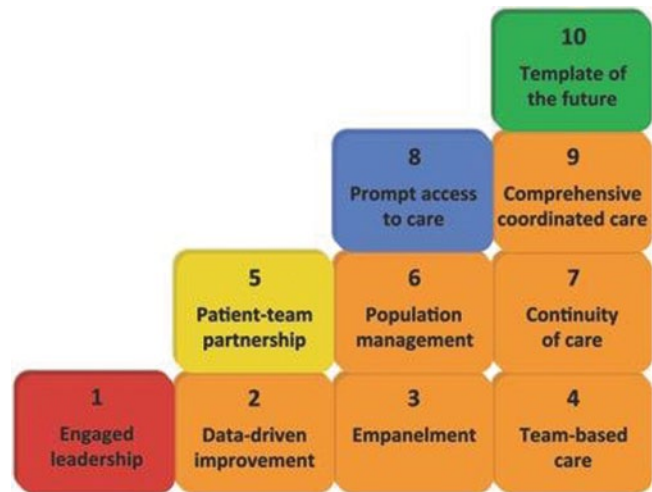 10
Template of
the future
8
Prompt access
to care
9
Comprehensive
coordinated care
5
Patient-team
partnership
6
Population
management
7
Continuity
of care
1
Engaged
leadership
2
Data-driven
improvement
3
Empanelment
4
Team-based
care